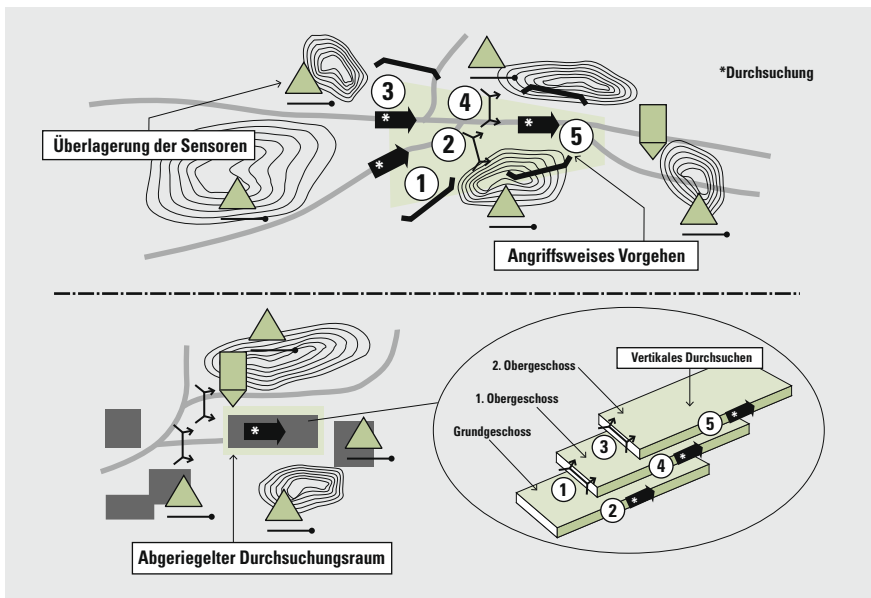 *Durchsuchung
3
4
*
*
Überlagerung der Sensoren
2
5
*
1
Angriffsweises Vorgehen
2. Obergeschoss
Vertikales Durchsuchen
1. Obergeschoss
Grundgeschoss
*
5
*
3
4
*
1
2
*
Abgeriegelter Durchsuchungsraum